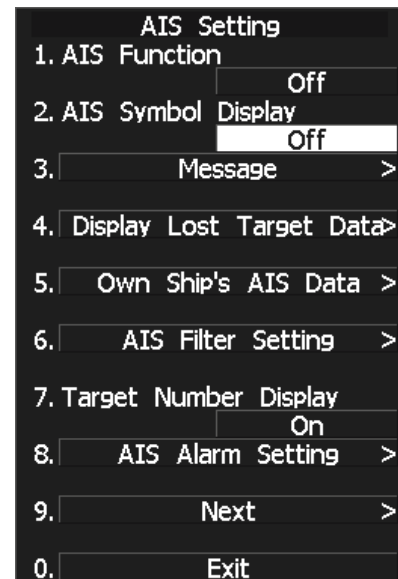 AIS Setting
1. AIS Function
Off
2. AIS Symbol Display
Off
3. Message >
4. Display Lost Target Data>
5. Own Ship's AIS Data >
6. AIS Filter Setting >
7. Target Number Display
On
8. AIS Alarm Setting >
9. Next >
0. Exit